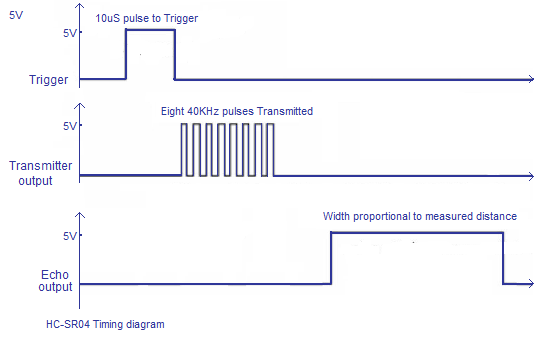 5V
10uS pulse to Trigger
5V
Trigger
Eight 40KHz pulses Transmitted
5V
Transmitter
output
Width proportional to measured distance
5V
Echo
output
HC-SR04 Timing diagram